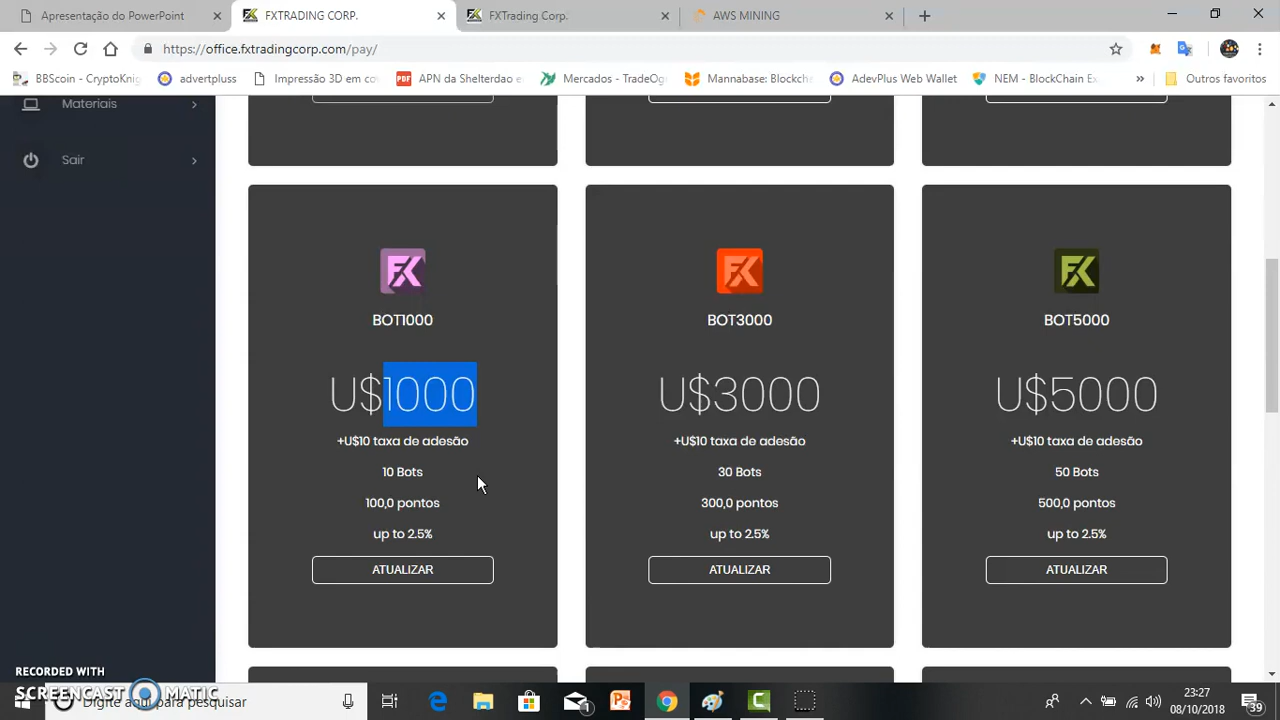 Apresentação do PowerPoint
FXTRADING CORP.
FXTrading Corp.
AWS MINING
https://office.fxtradingcorp.com/pay/
BBScoin - CryptoKnig
advertpluss
Impressão 3D em co
APN da Shelterdao e
Mercados - TradeOg
Mannabase: Blockch
AdevPlus Web Wallet
NEM - BlockChain Ex
Outros favoritos
Materiais
Sair
FX
BOT1000
U$1000
+U$10 taxa de adesão
10 Bots
100,0 pontos
up to 2.5%
ATUALIZAR
FX
BOT3000
U$3000
+U$10 taxa de adesão
30 Bots
300,0 pontos
up to 2.5%
ATUALIZAR
FX
BOT5000
U$5000
+U$10 taxa de adesão
50 Bots
500,0 pontos
up to 2.5%
ATUALIZAR
RECORDED WITH
SCREENCAST MATIC
Digite aqui para pesquisar
1
23:27
08/10/2018
39